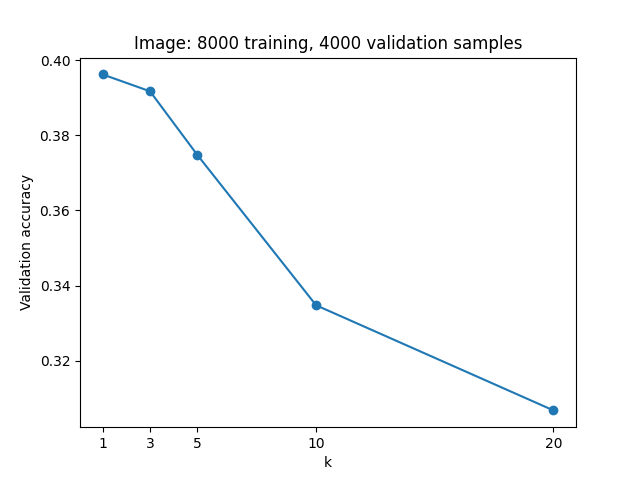 Image: 8000 training, 4000 validation samples
0.40
0.38
0.36
0.34
0.32
Validation accuracy
1 3 5 10 20
k